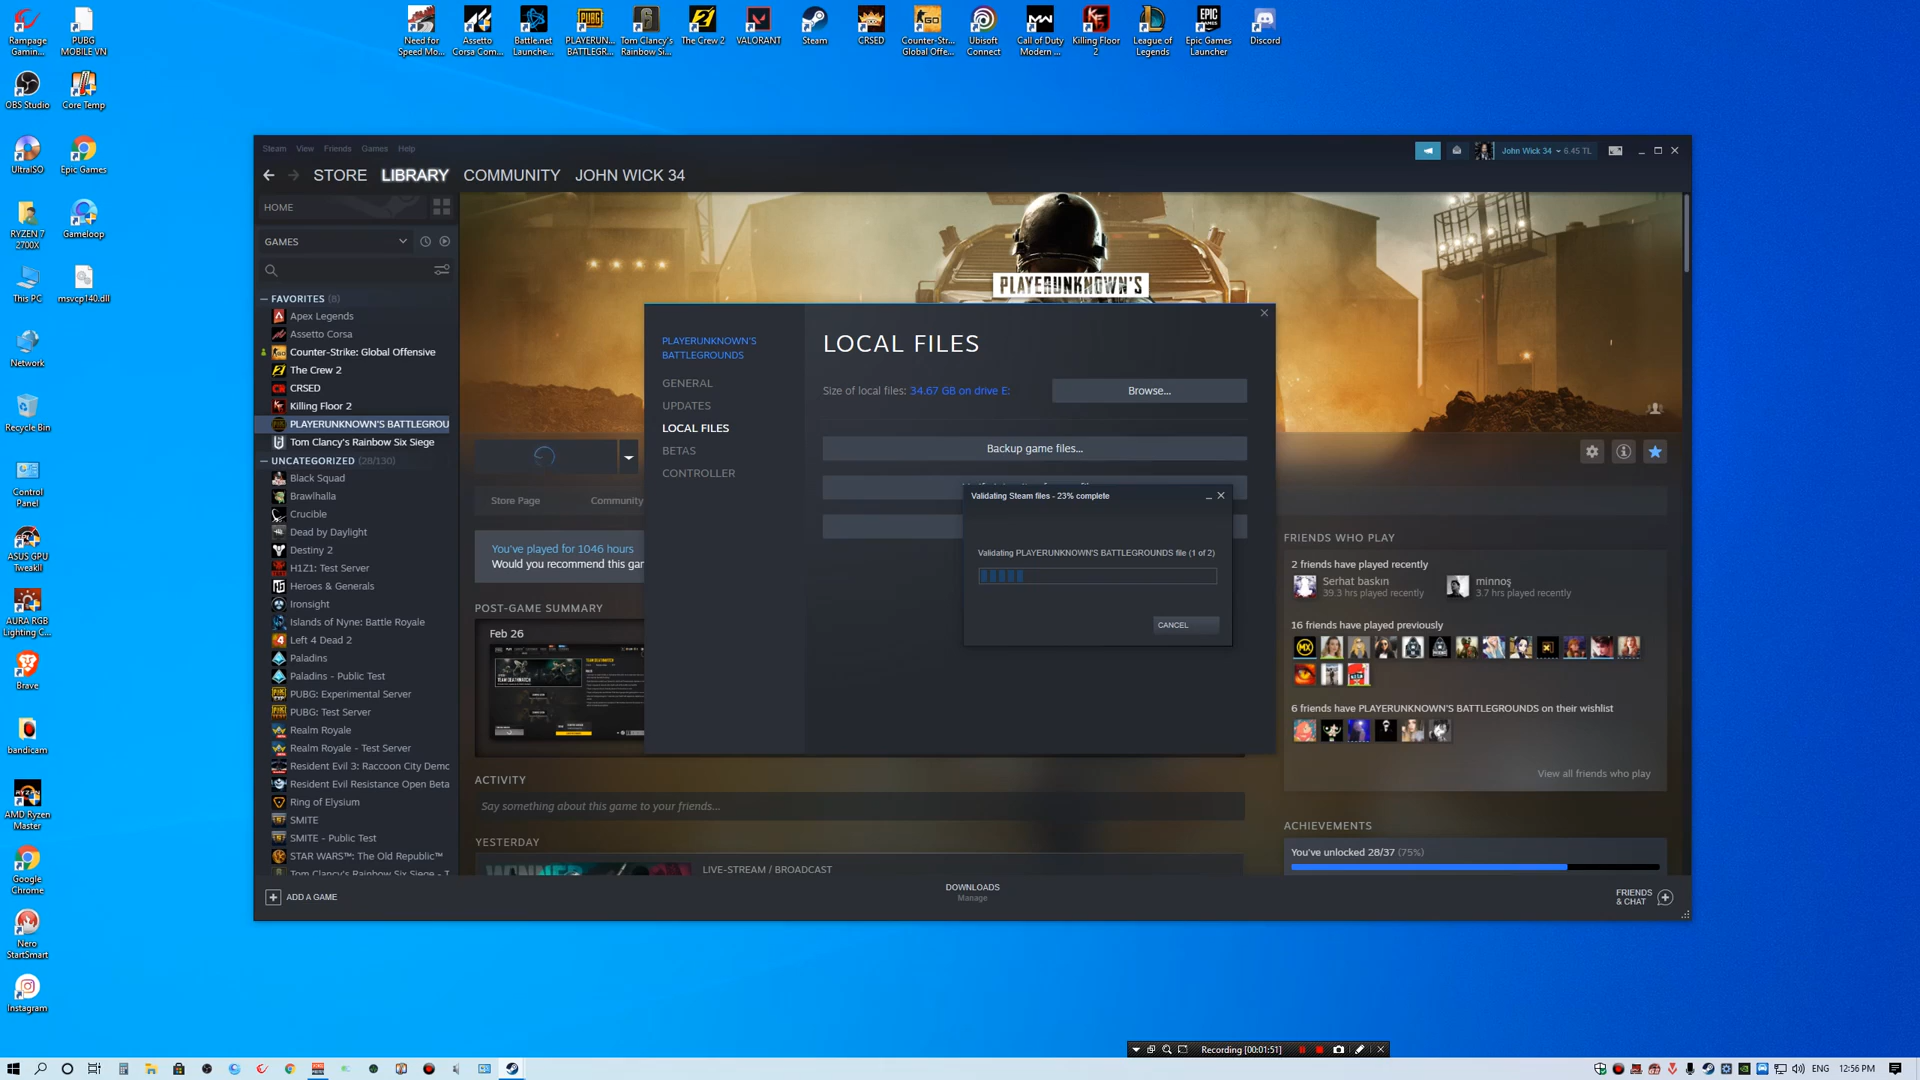 Rampage
Gamin...
PUBG
MOBILE VN
OBS Studio
Core Temp
UltraISO
Epic Games
RYZEN 7
2700X
Gameloop
This PC
msvcp140.dll
Network
Recycle Bin
Control
Panel
ASUS GPU
TweakII
AURA RGB
Lighting C...
Brave
bandicam
AMD Ryzen
Master
Google
Chrome
Nero
StartSmart
Instagram
Need for
Speed Mo...
Assetto
Corsa Com...
Battle.net
Launche...
PLAYERUN...
BATTLEGR...
Tom Clancy's
Rainbow Si...
The Crew 2
VALORANT
Steam
CRSED
Counter-Str...
Global Offe...
Ubisoft
Connect
Call of Duty
Modern ...
Killing Floor
2
League of
Legends
Epic Games
Launcher
Discord
Steam View Friends Games Help
John Wick 34 6.45 TL
STORE LIBRARY COMMUNITY JOHN WICK 34
HOME
GAMES
FAVORITES (8)
Apex Legends
Assetto Corsa
Counter-Strike: Global Offensive
The Crew 2
CRSED
Killing Floor 2
PLAYERUNKNOWN'S BATTLEGROU
Tom Clancy's Rainbow Six Siege
UNCATEGORIZED (28/130)
Black Squad
Brawlhalla
Crucible
Dead by Daylight
Destiny 2
H1Z1: Test Server
Heroes & Generals
Ironsight
Islands of Nyne: Battle Royale
Left 4 Dead 2
Paladins
Paladins - Public Test
PUBG: Experimental Server
PUBG: Test Server
Realm Royale
Realm Royale - Test Server
Resident Evil 3: Raccoon City Demo
Resident Evil Resistance Open Beta
Ring of Elysium
SMITE
SMITE - Public Test
STAR WARS™: The Old Republic™
Tom Clancy's Rainbow Six Siege - T
ADD A GAME
PLAYERUNKNOWN'S
Store Page Community
You've played for 1046 hours
Would you recommend this gar
POST-GAME SUMMARY
Feb 26
TEAM DEATHMATCH
ACTIVITY
Say something about this game to your friends...
YESTERDAY
LIVE-STREAM / BROADCAST
PLAYERUNKNOWN'S
BATTLEGROUNDS
GENERAL
UPDATES
LOCAL FILES
BETAS
CONTROLLER
LOCAL FILES
Size of local files: 34.67 GB on drive E:
Browse...
Backup game files...
Validating Steam files - 23% complete
Validating PLAYERUNKNOWN'S BATTLEGROUNDS file (1 of 2)
CANCEL
FRIENDS WHO PLAY
2 friends have played recently
Serhat baskın
39.3 hrs played recently
minnoş
3.7 hrs played recently
16 friends have played previously
6 friends have PLAYERUNKNOWN'S BATTLEGROUNDS on their wishlist
View all friends who play
ACHIEVEMENTS
You've unlocked 28/37 (75%)
DOWNLOADS
Manage
FRIENDS
& CHAT
Recording [00:01:51]
ENG 12:56 PM